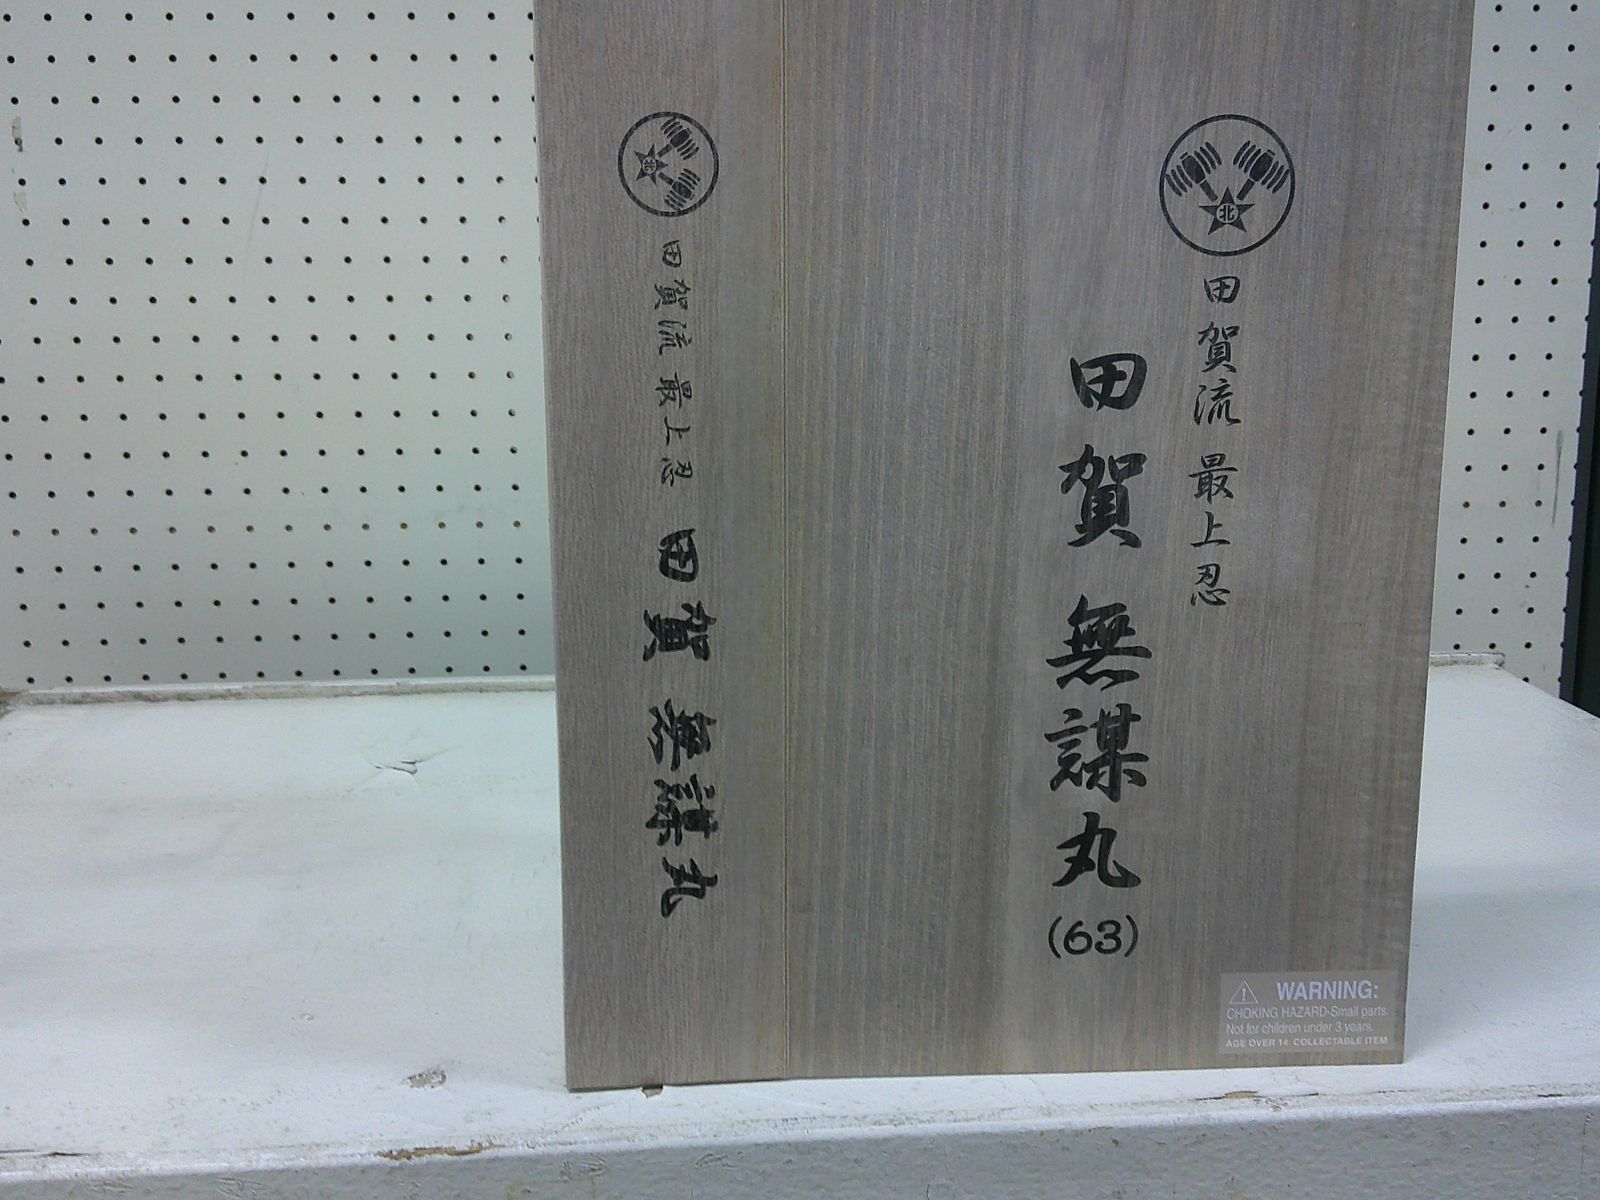 北
田賀流 最上忍
田賀 無謀丸
北
田賀流 最上忍
田賀 無謀丸
(63)
WARNING:
CHOKING HAZARD-Small parts.
Not for children under 3 years.
AGE OVER 14 COLLECTABLE ITEM